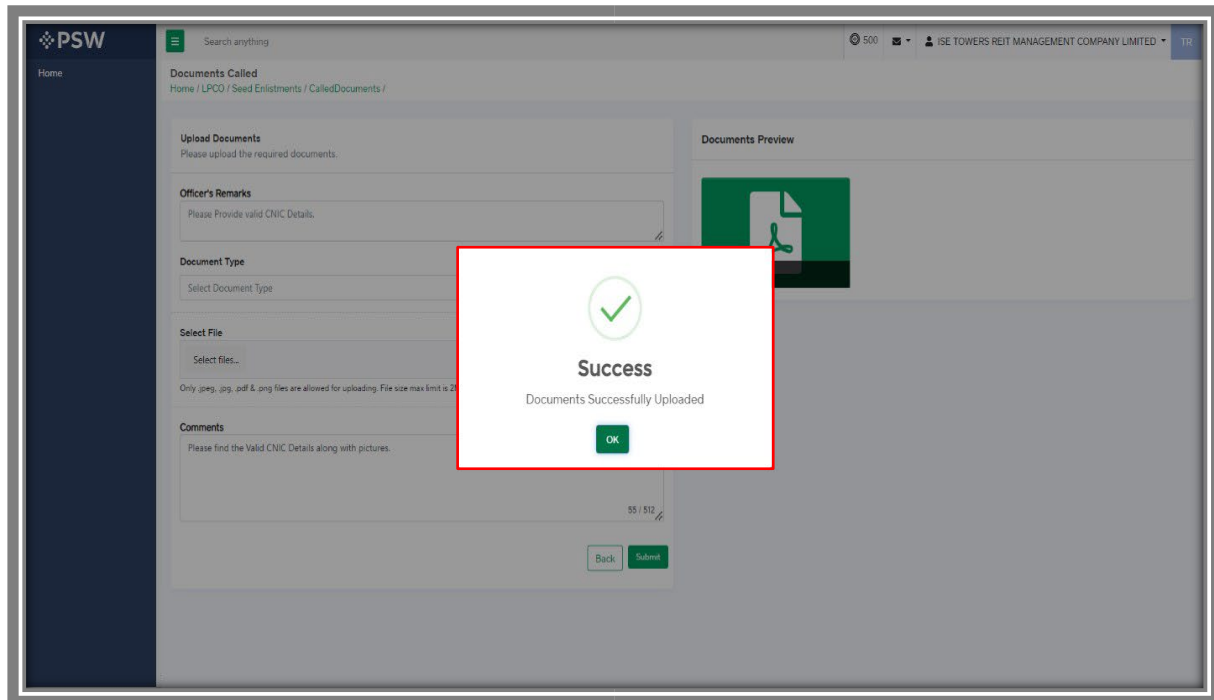 PSW
Search anything
500
ISE TOWERS REIT MANAGEMENT COMPANY LIMITED
TR
Home
Documents Called
Home / LPCO / Seed Enlistments / CalledDocuments /
Upload Documents
Please upload the required documents.
Documents Preview
Officer's Remarks
Please Provide valid CNIC Details.
Document Type
Select Document Type
Select File
Select files...
Only .jpeg, .jpg, .pdf & .png files are allowed for uploading. File size max limit is
Success
Documents Successfully Uploaded
OK
Comments
Please find the Valid CNIC Details along with pictures.
55 / 512
Back
Submit